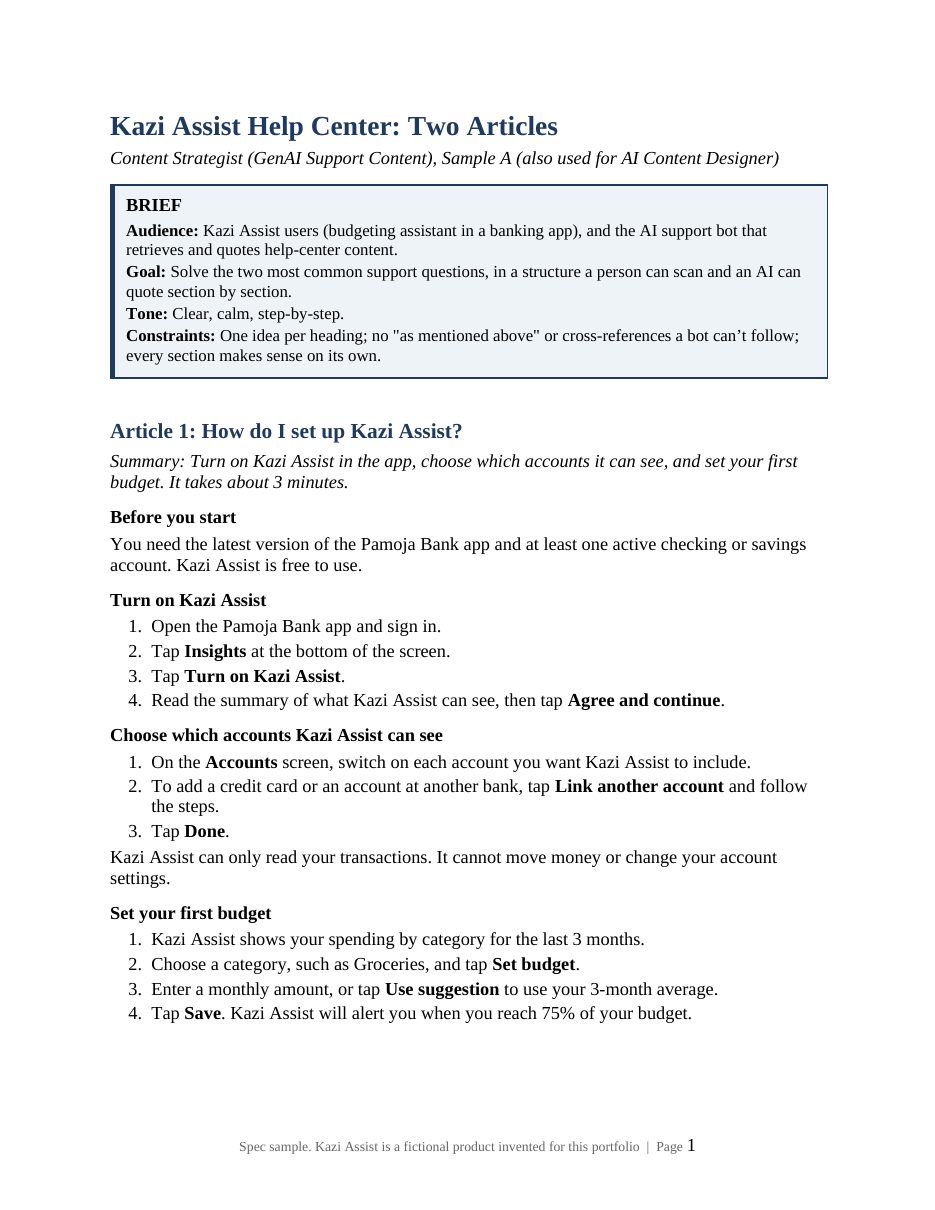 Kazi Assist Help Center: Two Articles
Content Strategist (GenAI Support Content), Sample A (also used for AI Content Designer)
BRIEF
Audience: Kazi Assist users (budgeting assistant in a banking app), and the AI support bot that
retrieves and quotes help-center content.
Goal: Solve the two most common support questions, in a structure a person can scan and an AI can
quote section by section.
Tone: Clear, calm, step-by-step.
Constraints: One idea per heading; no "as mentioned above" or cross-references a bot can’t follow;
every section makes sense on its own.
Article 1: How do I set up Kazi Assist?
Summary: Turn on Kazi Assist in the app, choose which accounts it can see, and set your first
budget. It takes about 3 minutes.
Before you start
You need the latest version of the Pamoja Bank app and at least one active checking or savings
account. Kazi Assist is free to use.
Turn on Kazi Assist
1. Open the Pamoja Bank app and sign in.
2. Tap Insights at the bottom of the screen.
3. Tap Turn on Kazi Assist.
4. Read the summary of what Kazi Assist can see, then tap Agree and continue.
Choose which accounts Kazi Assist can see
1. On the Accounts screen, switch on each account you want Kazi Assist to include.
2. To add a credit card or an account at another bank, tap Link another account and follow
the steps.
3. Tap Done.
Kazi Assist can only read your transactions. It cannot move money or change your account
settings.
Set your first budget
1. Kazi Assist shows your spending by category for the last 3 months.
2. Choose a category, such as Groceries, and tap Set budget.
3. Enter a monthly amount, or tap Use suggestion to use your 3-month average.
4. Tap Save. Kazi Assist will alert you when you reach 75% of your budget.
Spec sample. Kazi Assist is a fictional product invented for this portfolio | Page 1